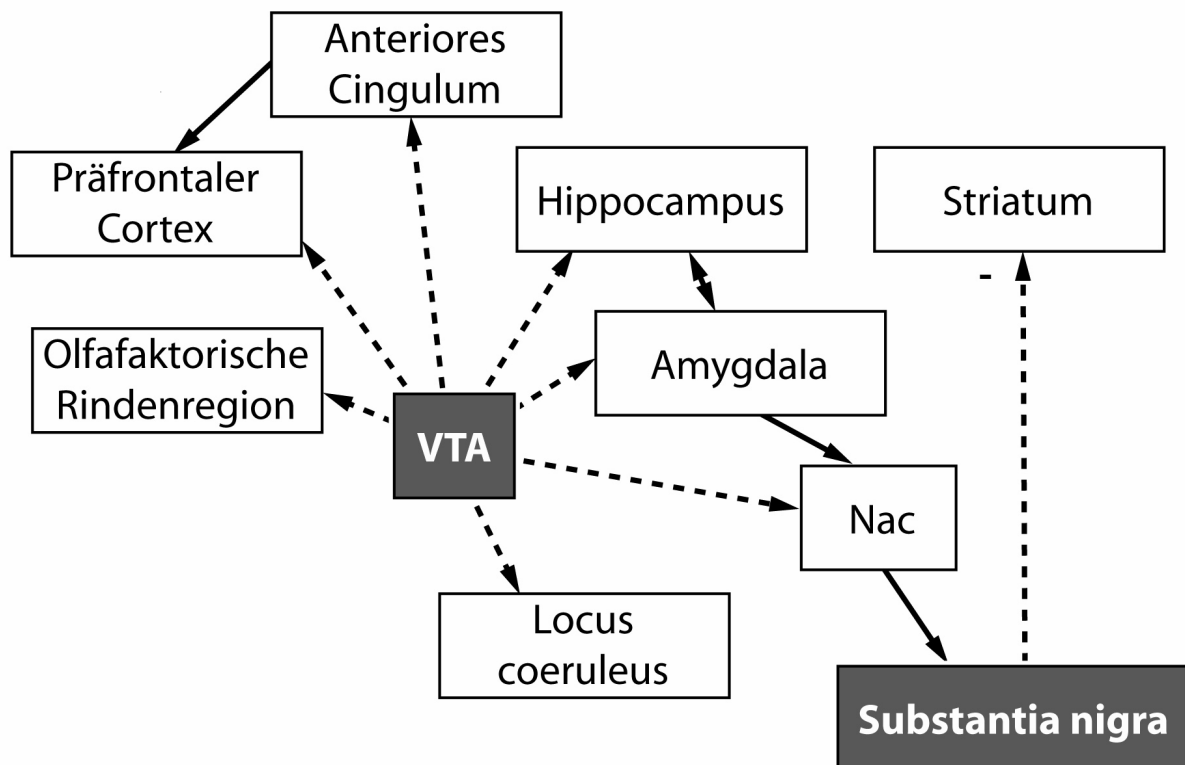 Anteriores
Cingulum
Präfrontaler
Cortex
Hippocampus
Striatum
-
Olfafaktorische
Rindenregion
Amygdala
VTA
Nac
Locus
coeruleus
Substantia nigra